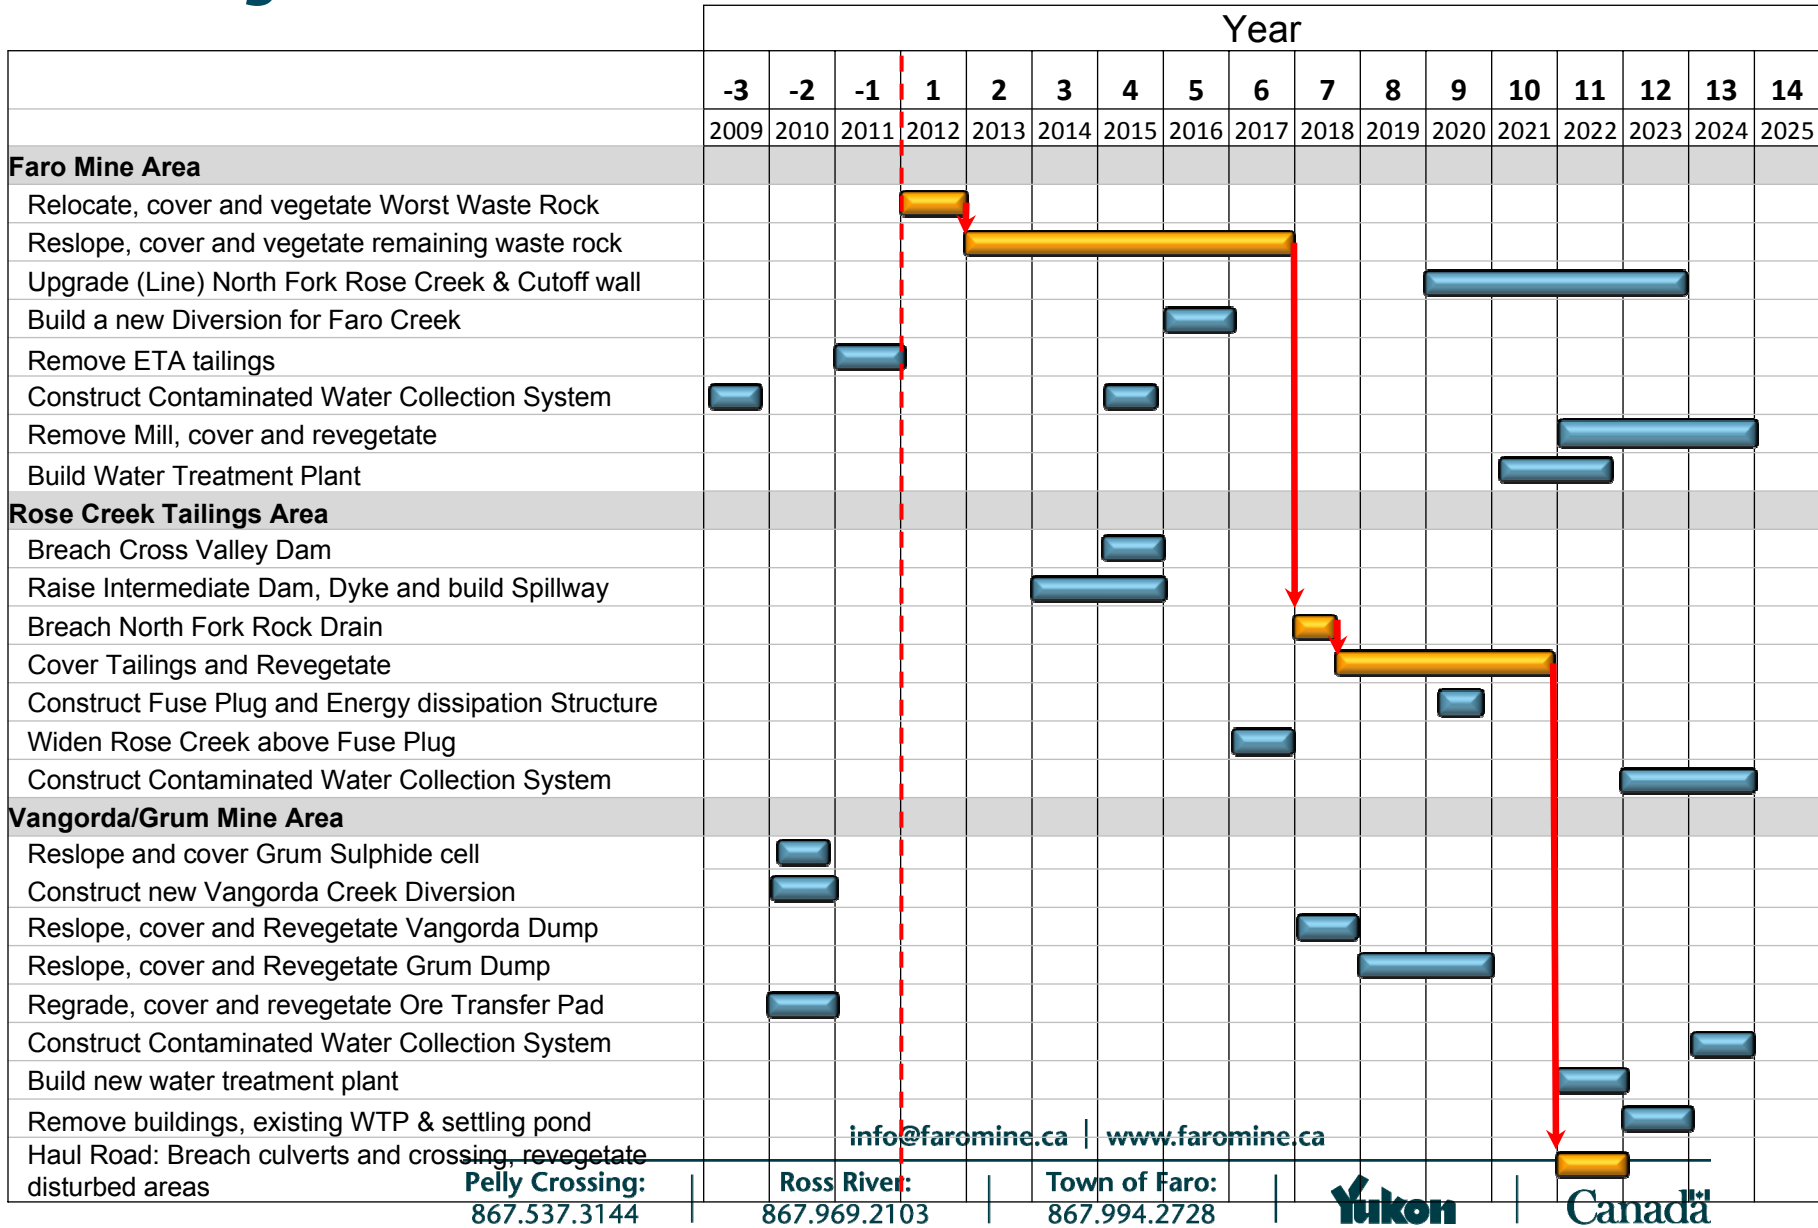 Year
-3 -2 -1 1 2 3 4 5 6 7 8 9 10 11 12 13 14
2009 2010 2011 2012 2013 2014 2015 2016 2017 2018 2019 2020 2021 2022 2023 2024 2025
Faro Mine Area
Relocate, cover and vegetate Worst Waste Rock
Reslope, cover and vegetate remaining waste rock
Upgrade (Line) North Fork Rose Creek & Cutoff wall
Build a new Diversion for Faro Creek
Remove ETA tailings
Construct Contaminated Water Collection System
Remove Mill, cover and revegetate
Build Water Treatment Plant
Rose Creek Tailings Area
Breach Cross Valley Dam
Raise Intermediate Dam, Dyke and build Spillway
Breach North Fork Rock Drain
Cover Tailings and Revegetate
Construct Fuse Plug and Energy dissipation Structure
Widen Rose Creek above Fuse Plug
Construct Contaminated Water Collection System
Vangorda/Grum Mine Area
Reslope and cover Grum Sulphide cell
Construct new Vangorda Creek Diversion
Reslope, cover and Revegetate Vangorda Dump
Reslope, cover and Revegetate Grum Dump
Regrade, cover and revegetate Ore Transfer Pad
Construct Contaminated Water Collection System
Build new water treatment plant
Remove buildings, existing WTP & settling pond
Haul Road: Breach culverts and crossing, revegetate
disturbed areas
info@faromine.ca | www.faromine.ca
Pelly Crossing: | Ross River: | Town of Faro: | Yukon | Canada
867.537.3144 867.969.2103 867.994.2728